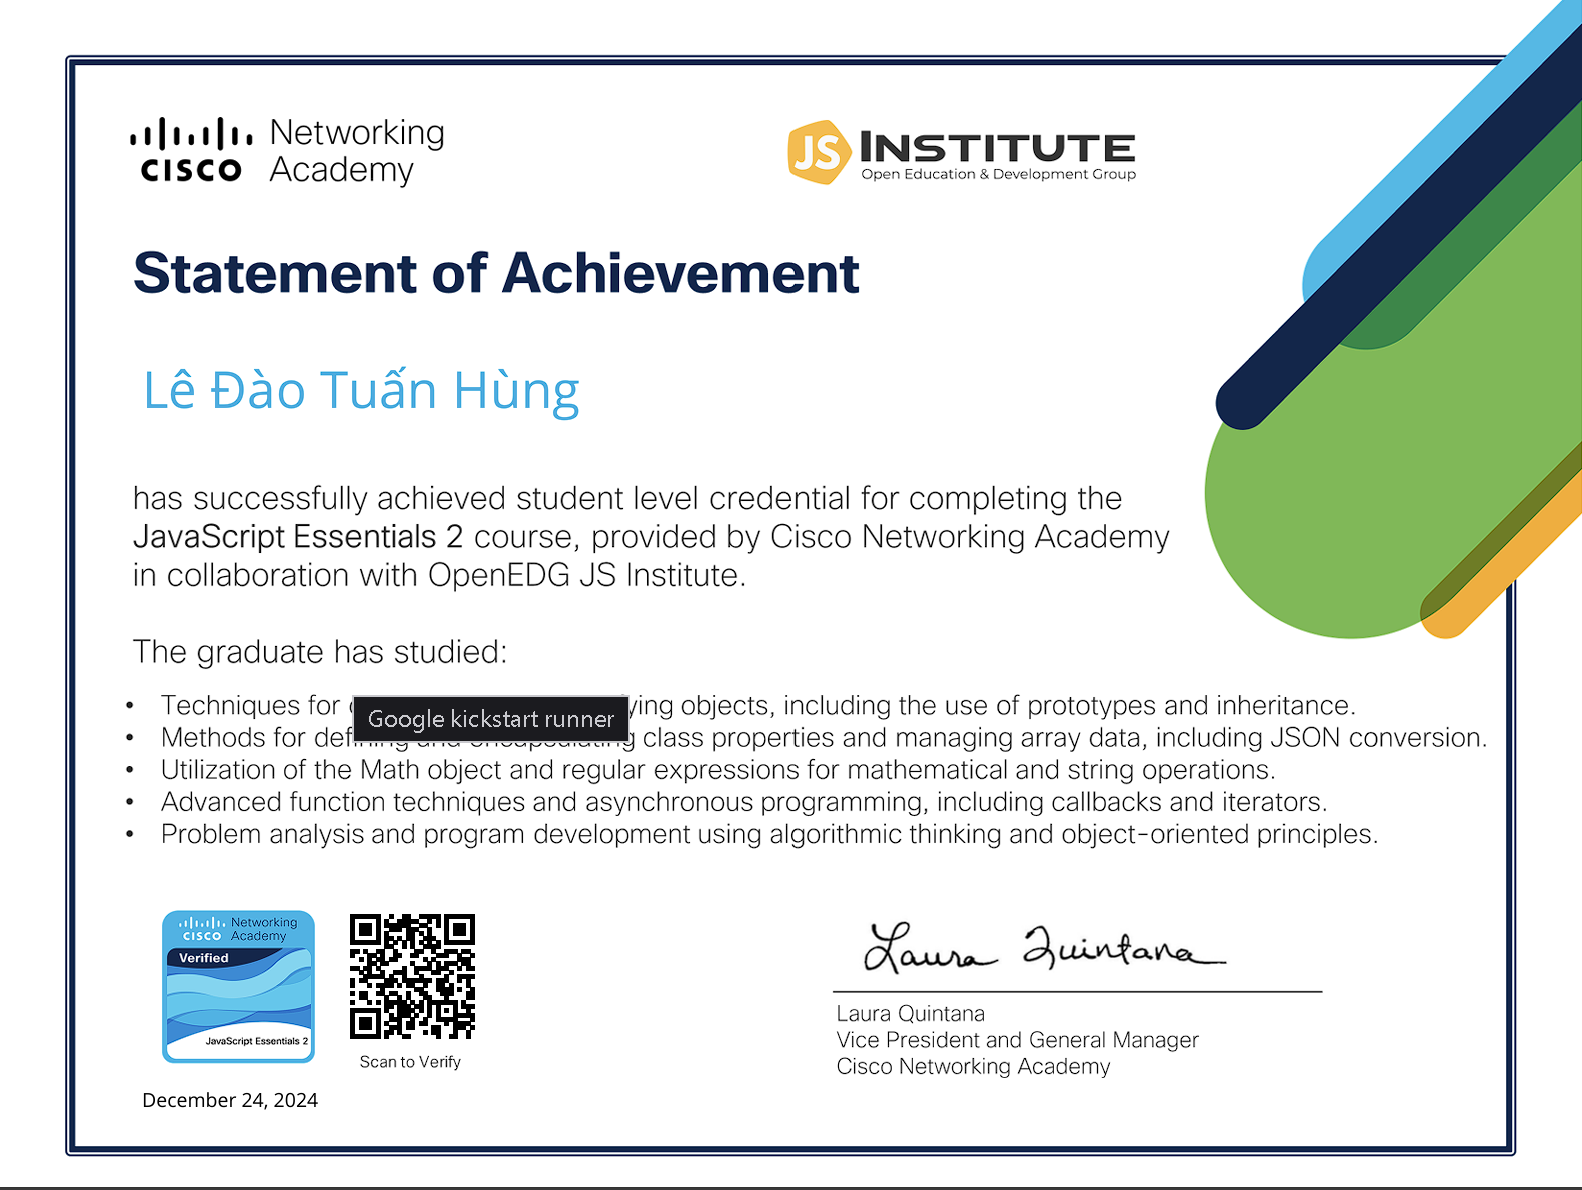 CISCO Networking Academy
JS INSTITUTE
Open Education & Development Group
Statement of Achievement
Lê Đào Tuấn Hùng
has successfully achieved student level credential for completing the
JavaScript Essentials 2 course, provided by Cisco Networking Academy
in collaboration with OpenEDG JS Institute.
The graduate has studied:
• Techniques for objects, including the use of prototypes and inheritance.
Google kickstart runner
• Methods for defining and encapsulating class properties and managing array data, including JSON conversion.
• Utilization of the Math object and regular expressions for mathematical and string operations.
• Advanced function techniques and asynchronous programming, including callbacks and iterators.
• Problem analysis and program development using algorithmic thinking and object-oriented principles.
CISCO Networking Academy
Verified
JavaScript Essentials 2
Scan to Verify
December 24, 2024
Laura Quintana
Laura Quintana
Vice President and General Manager
Cisco Networking Academy